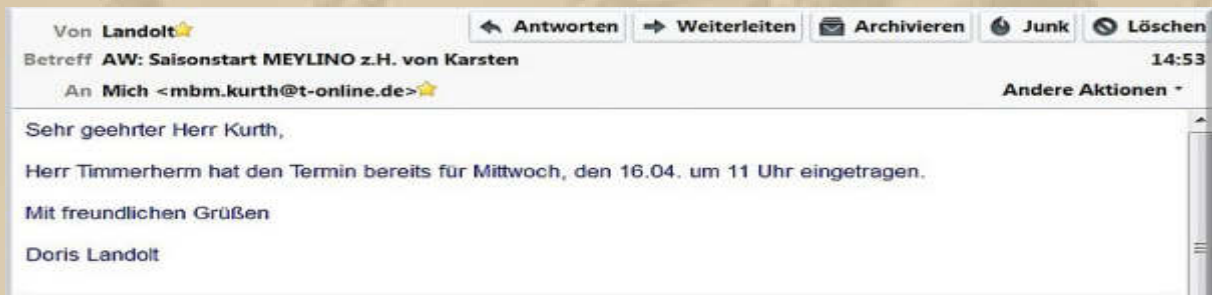 Von Landolt
Antworten
Weiterleiten
Archivieren
Junk
Löschen
Betreff AW: Saisonstart MEYLINO z.H. von Karsten
14:53
An Mich <mbm.kurth@t-online.de>
Andere Aktionen
Sehr geehrter Herr Kurth,
Herr Timmerherm hat den Termin bereits für Mittwoch, den 16.04. um 11 Uhr eingetragen.
Mit freundlichen Grüßen
Doris Landolt